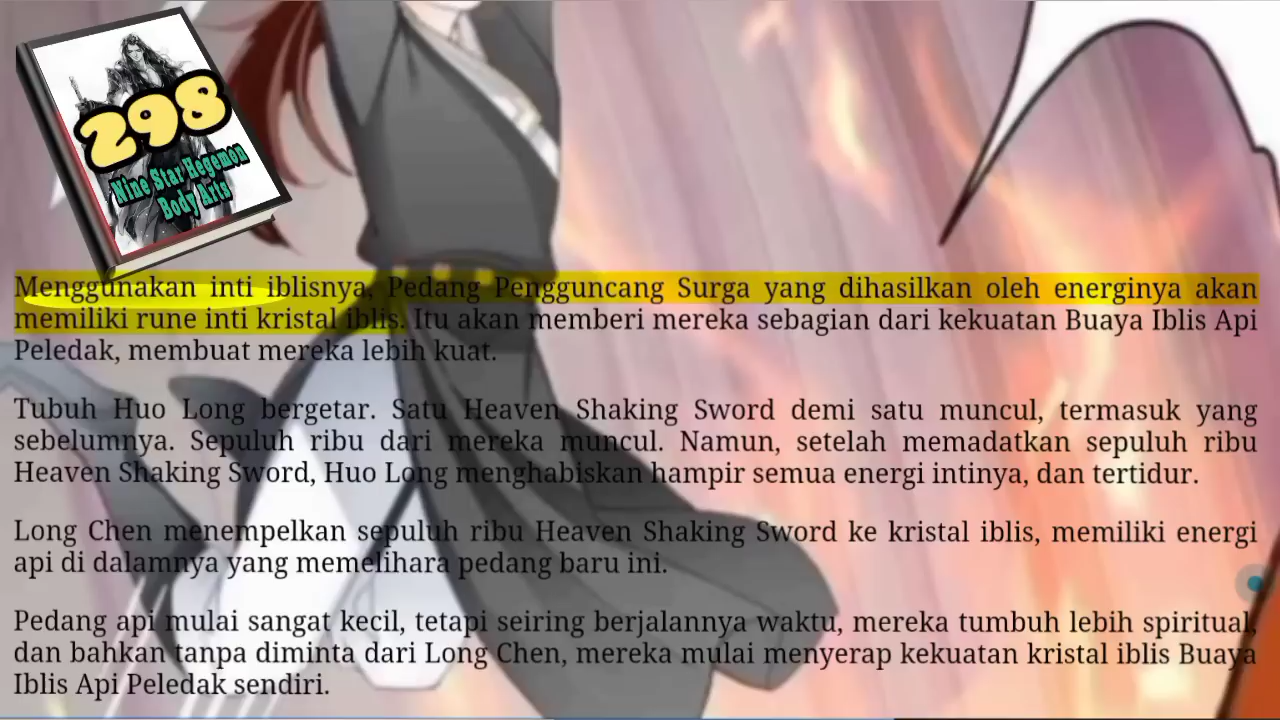 298
Nine Star Hegemon
Body Arts
Menggunakan inti iblisnya, Pedang Pengguncang Surga yang dihasilkan oleh energinya akan
memiliki rune inti kristal iblis. Itu akan memberi mereka sebagian dari kekuatan Buaya Iblis Api
Peledak, membuat mereka lebih kuat.
Tubuh Huo Long bergetar. Satu Heaven Shaking Sword demi satu muncul, termasuk yang
sebelumnya. Sepuluh ribu dari mereka muncul. Namun, setelah memadatkan sepuluh ribu
Heaven Shaking Sword, Huo Long menghabiskan hampir semua energi intinya, dan tertidur.
Long Chen menempelkan sepuluh ribu Heaven Shaking Sword ke kristal iblis, memiliki energi
api di dalamnya yang memelihara pedang baru ini.
Pedang api mulai sangat kecil, tetapi seiring berjalannya waktu, mereka tumbuh lebih spiritual,
dan bahkan tanpa diminta dari Long Chen, mereka mulai menyerap kekuatan kristal iblis Buaya
Iblis Api Peledak sendiri.